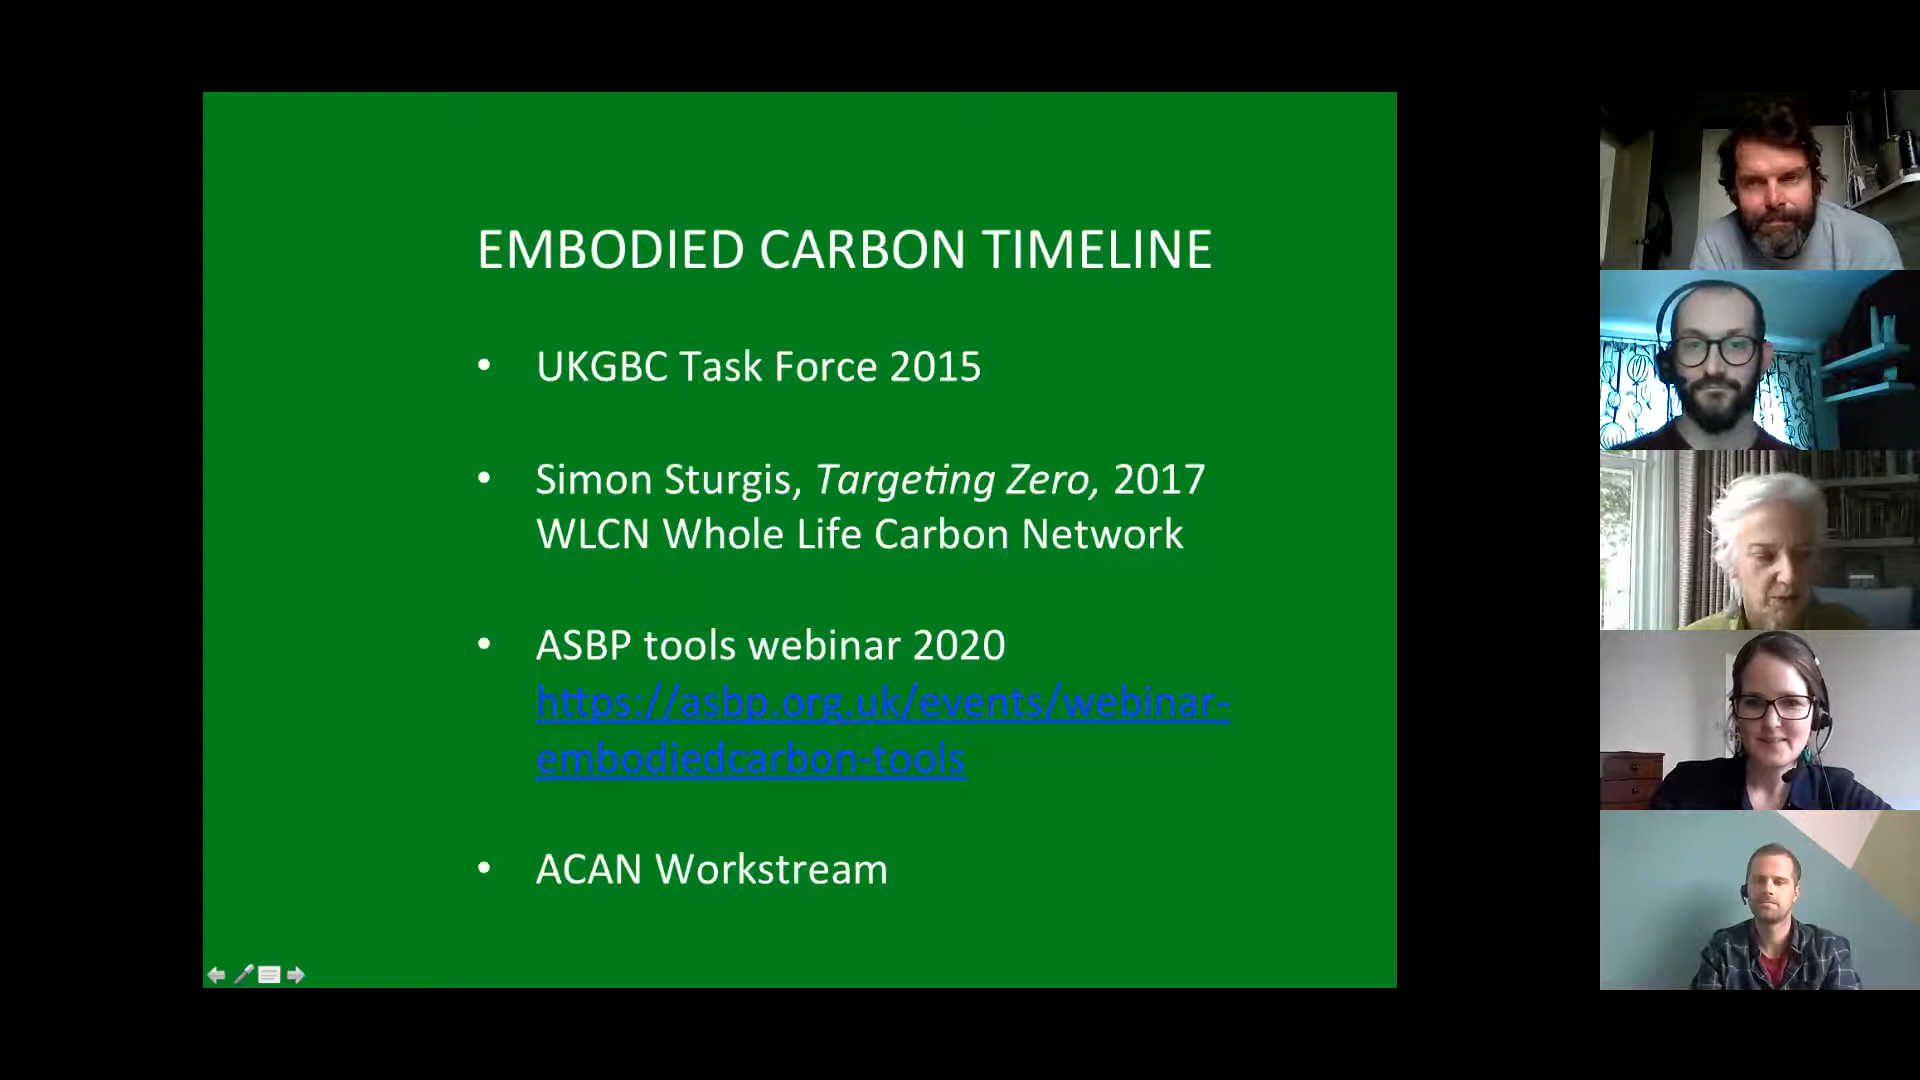 EMBODIED CARBON TIMELINE
• UKGBC Task Force 2015
• Simon Sturgis, Targeting Zero, 2017
WLCN Whole Life Carbon Network
• ASBP tools webinar 2020
https://asbp.org.uk/events/webinar-
embodiedcarbon-tools
• ACAN Workstream